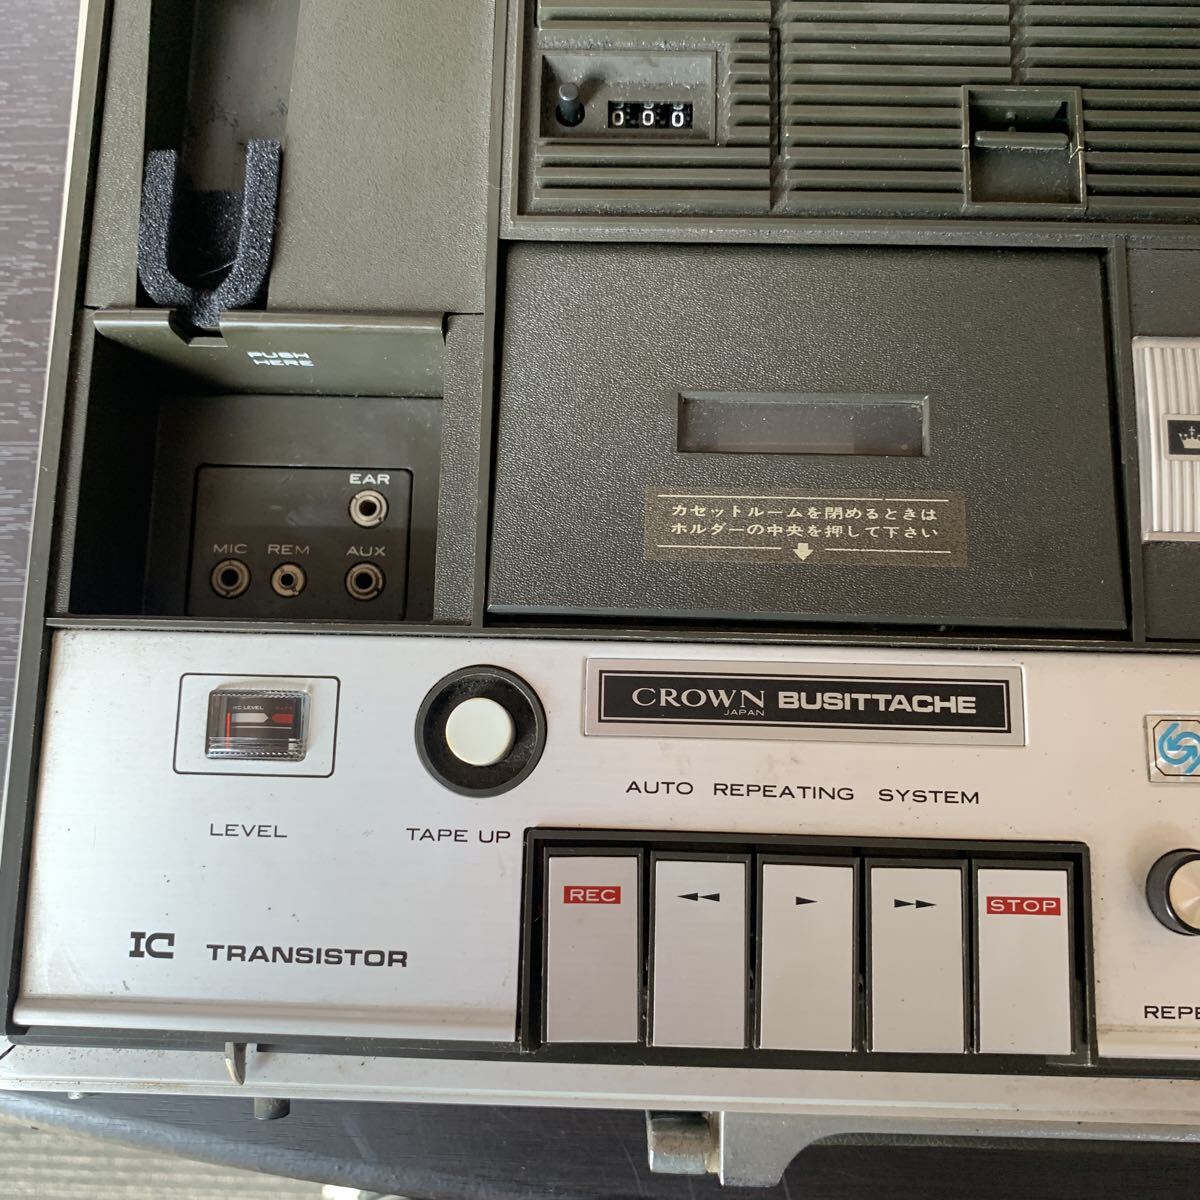 000
PUSH
HERE
EAR
MIC REM AUX
カセットルームを閉めるときは
ホルダーの中央を押して下さい
CROWN BUSITTACHE
JAPAN
AUTO REPEATING SYSTEM
LEVEL
TAPE UP
REC
STOP
IC TRANSISTOR
REPE